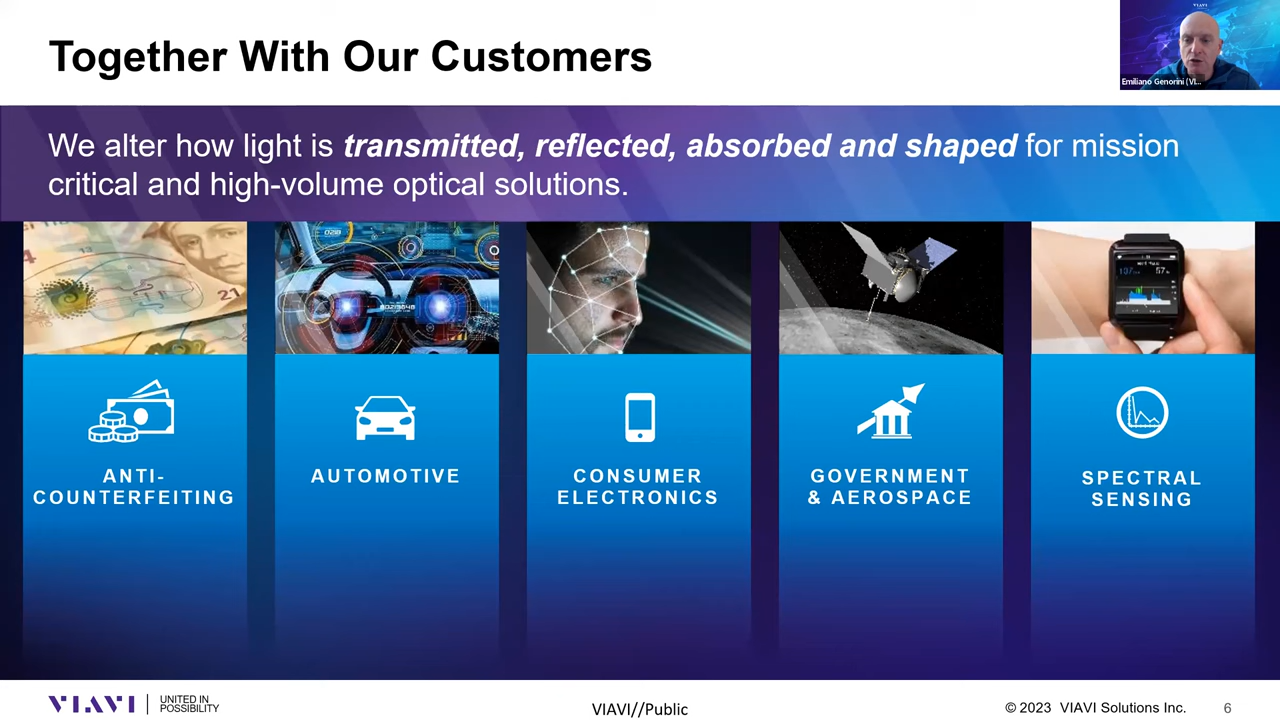 Together With Our Customers
Emiliano Genorini (VI...
We alter how light is transmitted, reflected, absorbed and shaped for mission
critical and high-volume optical solutions.
21
ANTI-
COUNTERFEITING
AUTOMOTIVE
CONSUMER
ELECTRONICS
GOVERNMENT
& AEROSPACE
SPECTRAL
SENSING
VIAVI
UNITED IN
POSSIBILITY
VIAVI//Public
© 2023 VIAVI Solutions Inc.
6